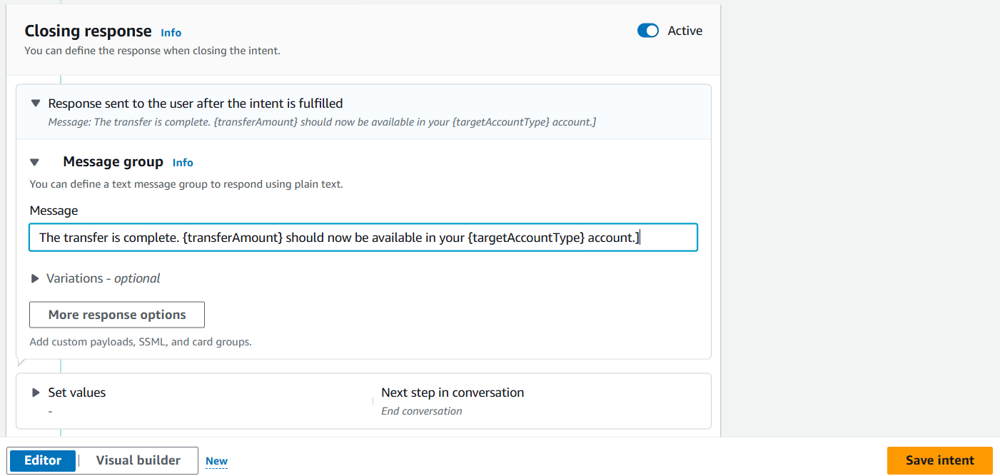 Closing response Info
Active
You can define the response when closing the intent.
Response sent to the user after the intent is fulfilled
Message: The transfer is complete. {transferAmount} should now be available in your {targetAccountType} account.]
Message group Info
You can define a text message group to respond using plain text.
Message
The transfer is complete. {transferAmount} should now be available in your {targetAccountType} account.]
Variations - optional
More response options
Add custom payloads, SSML, and card groups.
Set values
-
Next step in conversation
End conversation
Editor
Visual builder
New
Save intent